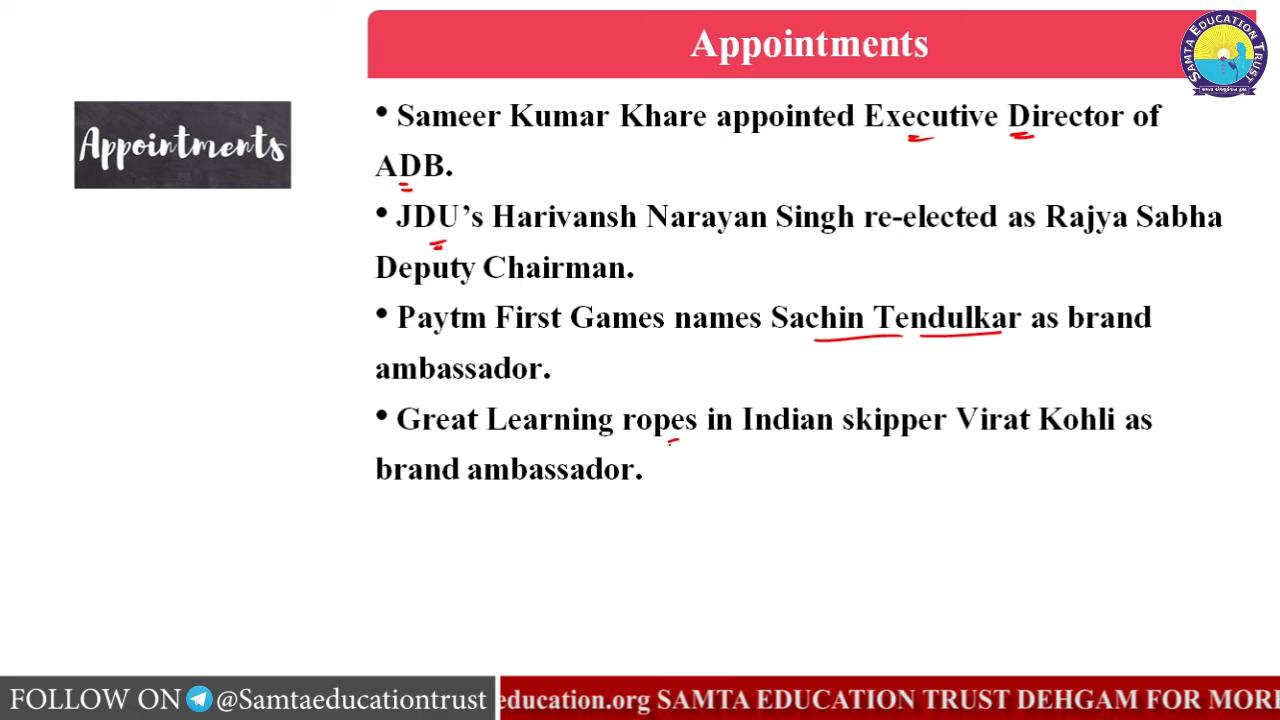 Appointments
SAMTA EDUCATION TRUST
Appointments
• Sameer Kumar Khare appointed Executive Director of
ADB.
• JDU’s Harivansh Narayan Singh re-elected as Rajya Sabha
Deputy Chairman.
• Paytm First Games names Sachin Tendulkar as brand
ambassador.
• Great Learning ropes in Indian skipper Virat Kohli as
brand ambassador.
FOLLOW ON @Samtaeducationtrust
education.org SAMTA EDUCATION TRUST DEHGAM FOR MORE